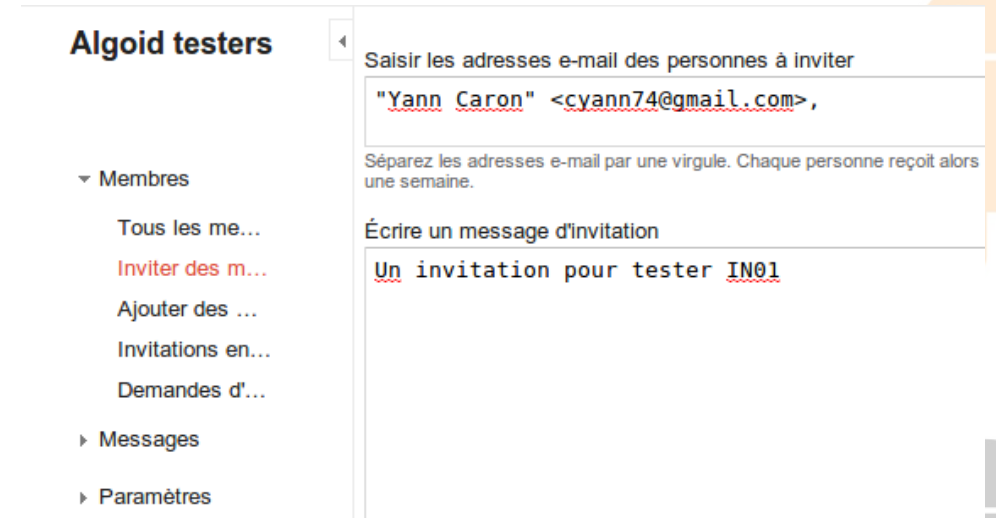 Algoid testers
Membres
Tous les me...
Inviter des m...
Ajouter des ...
Invitations en...
Demandes d'...
Messages
Paramètres
Saisir les adresses e-mail des personnes à inviter
"Yann Caron" <cyann74@gmail.com>,
Séparez les adresses e-mail par une virgule. Chaque personne reçoit alors
une semaine.
Écrire un message d'invitation
Un invitation pour tester IN01